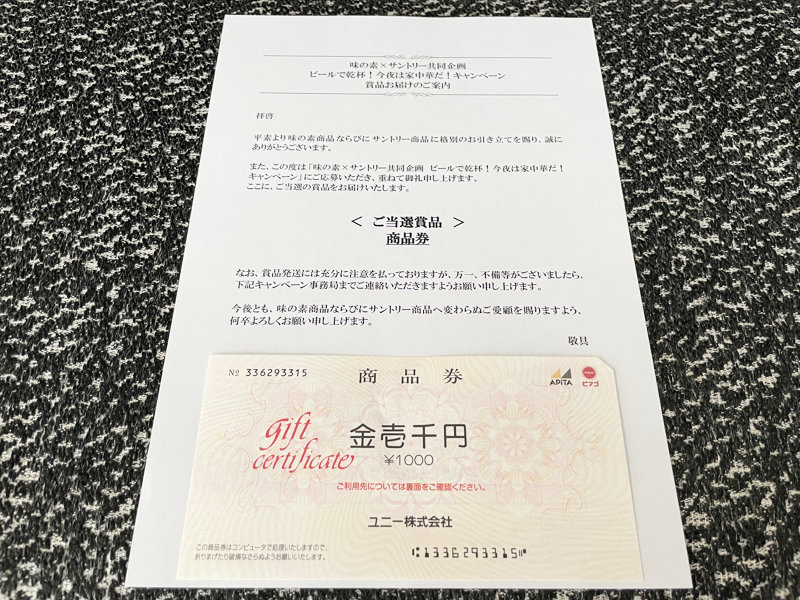 味の素×サントリー共同企画
ビールで乾杯！今夜は家中華だ！キャンペーン
賞品お届けのご案内
拝啓
平素より味の素商品ならびにサントリー商品に格別のお引き立てを賜り、誠に
ありがとうございます。
また、この度は「味の素×サントリー共同企画 ビールで乾杯！今夜は家中華だ！
キャンペーン」にご応募いただき、重ねて御礼申し上げます。
ここに、ご当選の賞品をお届けいたします。
＜ ご当選賞品 ＞
商品券
なお、賞品発送には充分に注意を払っておりますが、万一、不備等がございましたら、
下記キャンペーン事務局までご連絡いただきますようお願い申し上げます。
今後とも、味の素商品ならびにサントリー商品へ変わらぬご愛顧を賜りますよう、
何卒よろしくお願い申し上げます。
敬具
№ 336293315
商品券
APiTA
ピアゴ
gift
certificate
金壱千円
¥1000
ご利用先については裏面をご確認ください。
ユニー株式会社
この商品券はコンピュータで処理いたしますので、
折りまげたり破損なさらぬようお願いいたします。
1336293315